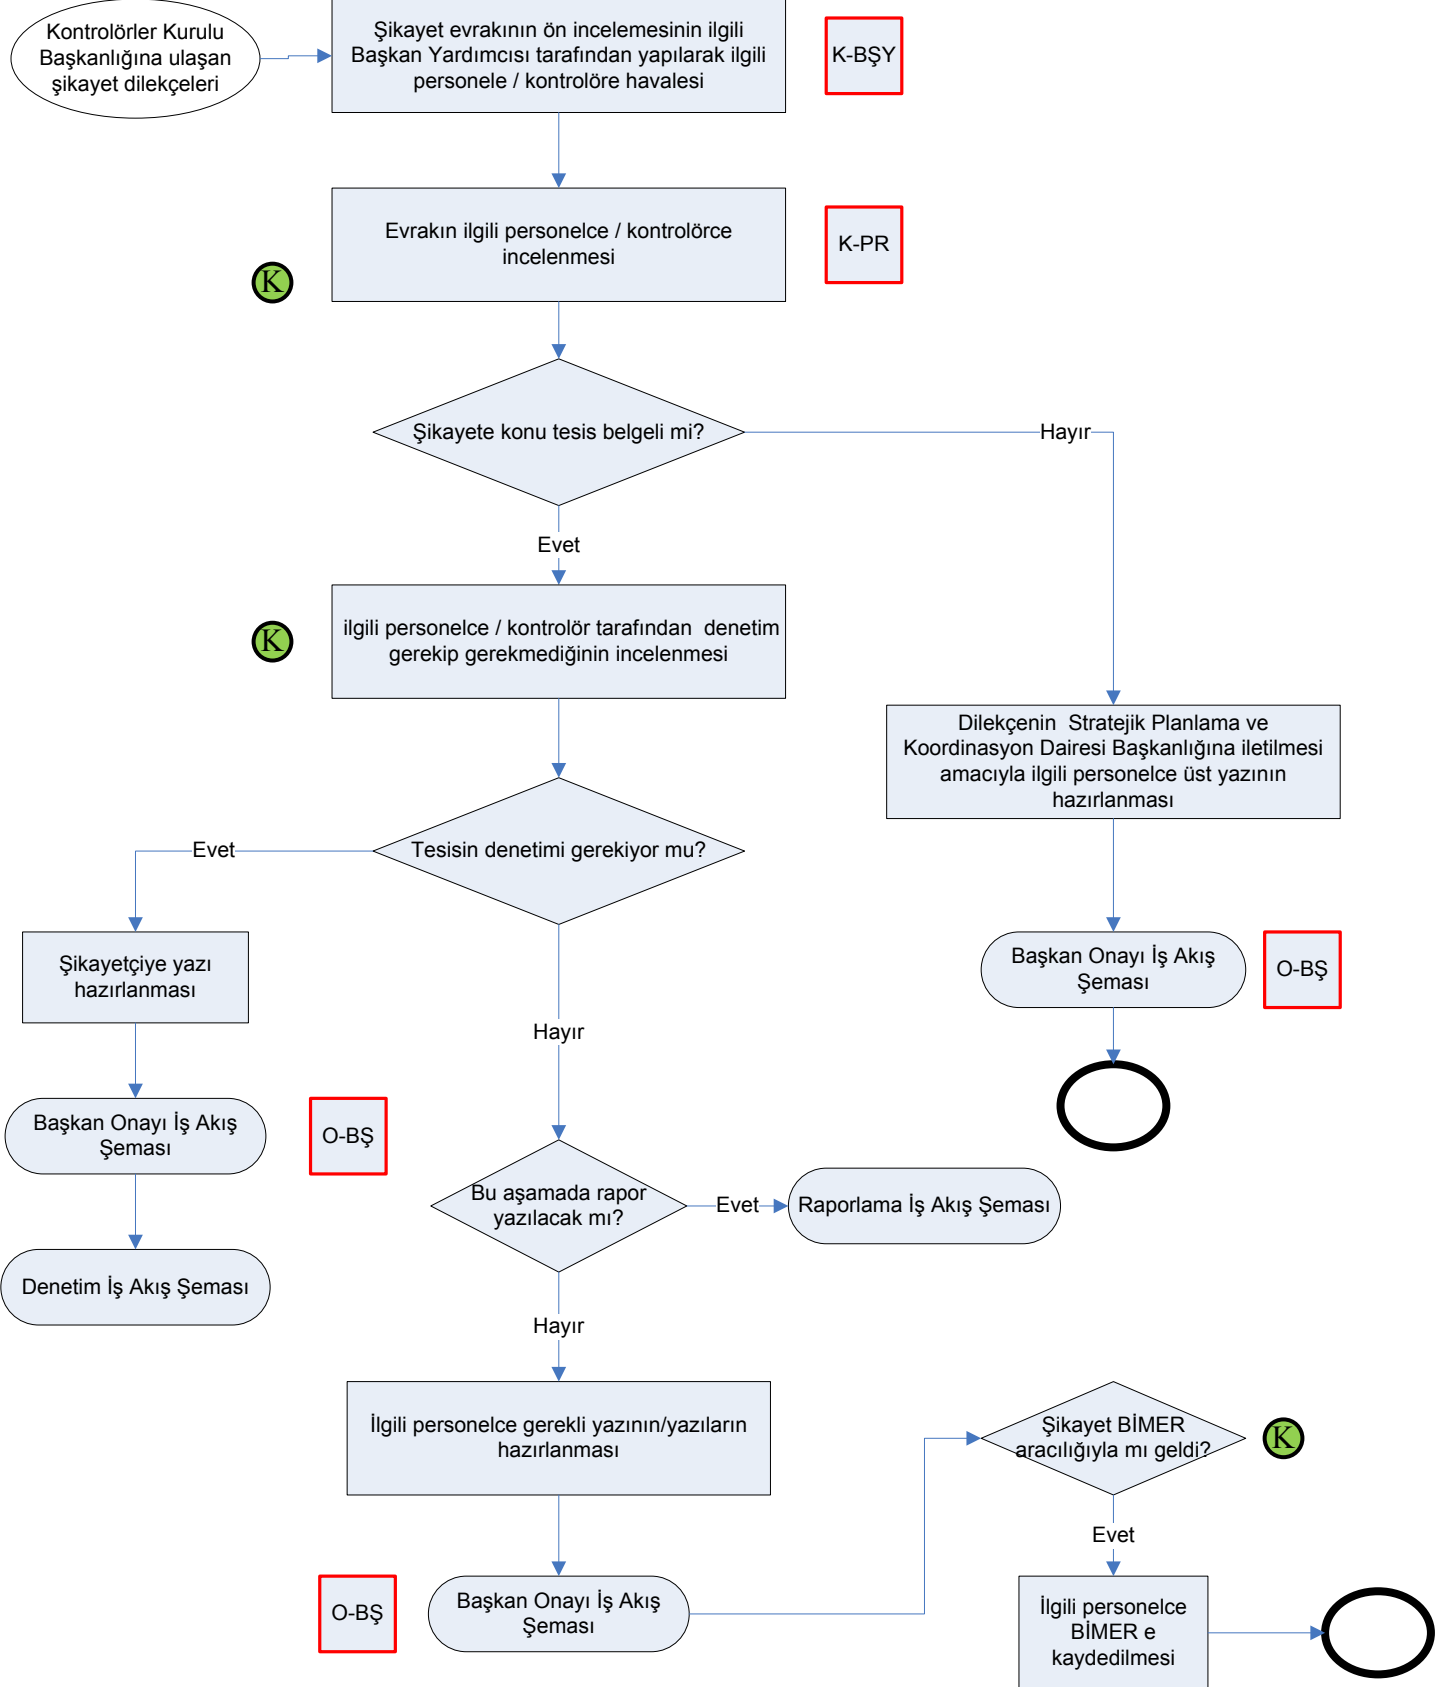 Kontrolörler Kurulu
Başkanlığına ulaşan
şikayet dilekçeleri
Şikayet evrakının ön incelemesinin ilgili
Başkan Yardımcısı tarafından yapılarak ilgili
personele / kontrolöre havalesi
K-BŞY
Evrakın ilgili personelce / kontrolörce
incelenmesi
K-PR
K
Şikayete konu tesis belgeli mi?
Hayır
Evet
K
ilgili personelce / kontrolör tarafından  denetim
gerekip gerekmediğinin incelenmesi
Dilekçenin  Stratejik Planlama ve
Koordinasyon Dairesi Başkanlığına iletilmesi
amacıyla ilgili personelce üst yazının
hazırlanması
Evet
Tesisin denetimi gerekiyor mu?
Şikayetçiye yazı
hazırlanması
Başkan Onayı İş Akış
Şeması
O-BŞ
Hayır
Başkan Onayı İş Akış
Şeması
O-BŞ
Bu aşamada rapor
yazılacak mı?
Evet
Raporlama İş Akış Şeması
Denetim İş Akış Şeması
Hayır
İlgili personelce gerekli yazının/yazıların
hazırlanması
Şikayet BİMER
aracılığıyla mı geldi?
K
Evet
O-BŞ
Başkan Onayı İş Akış
Şeması
İlgili personelce
BİMER e
kaydedilmesi